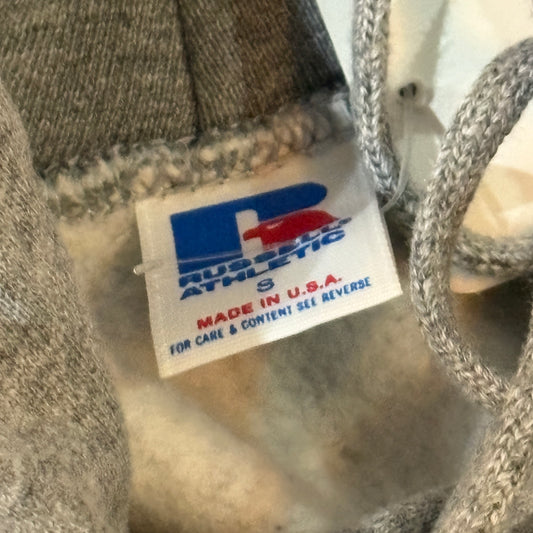 RUSSELL
ATHLETIC
S
MADE IN U.S.A.
FOR CARE & CONTENT SEE REVERSE